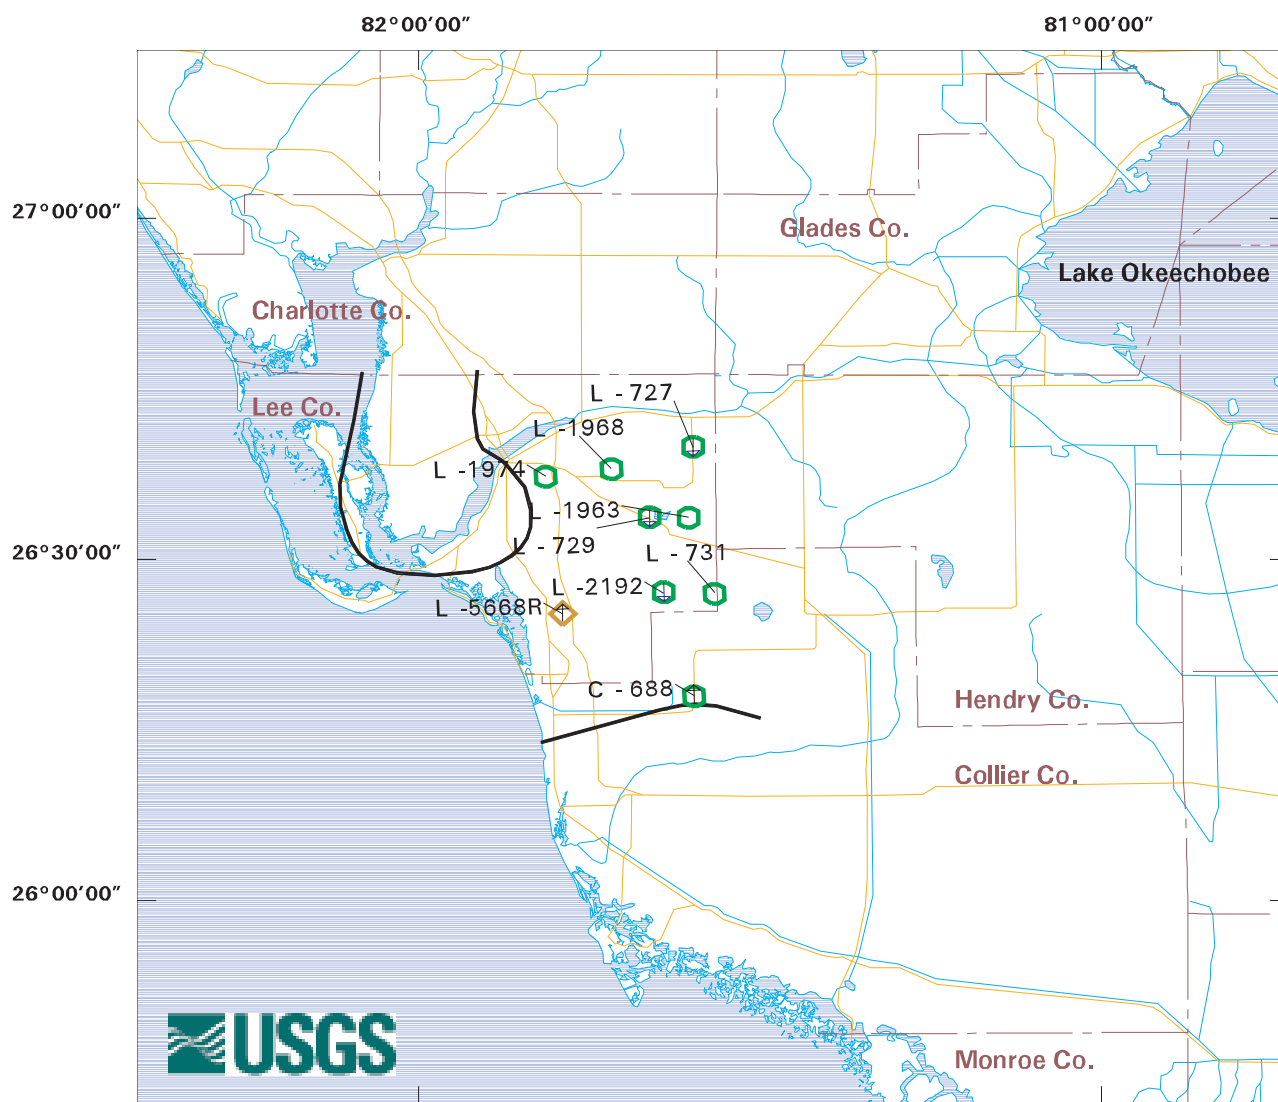 82°00′00″ 81°00′00″
27°00′00″
Glades Co.
Lake Okeechobee
Charlotte Co.
L - 727
Lee Co.
L -1968
L -1974
L -1963
L - 729
L - 731
26°30′00″
L -2192
L -5668R
C - 688
Hendry Co.
Collier Co.
26°00′00″
USGS
Monroe Co.